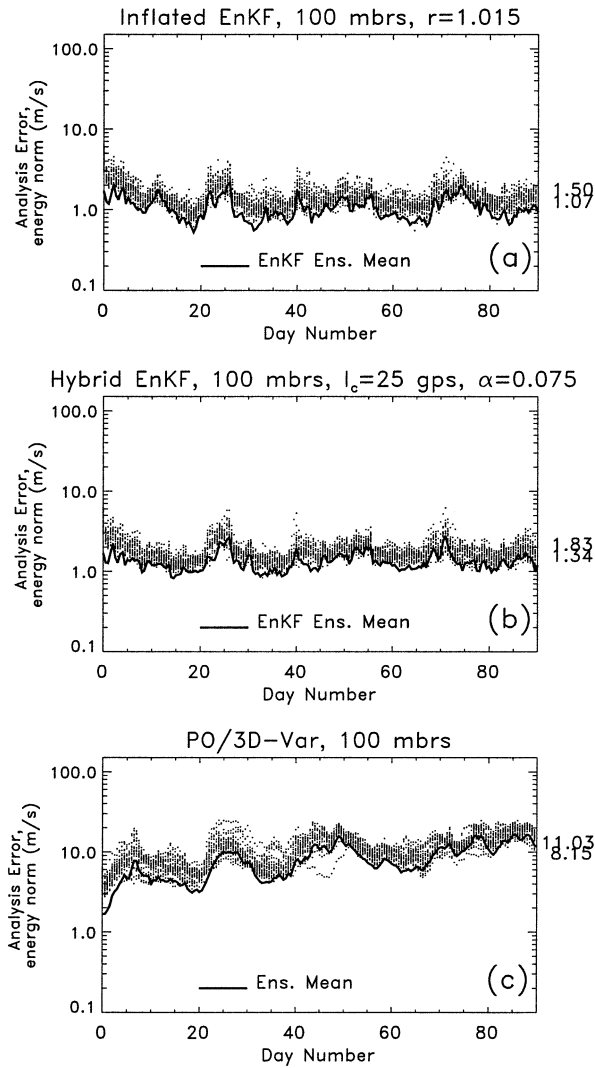 Inflated EnKF, 100 mbrs, r=1.015
100.0
10.0
1.0
0.1
Analysis Error,
energy norm (m/s)
1.50
1.07
EnKF Ens. Mean
(a)
0 20 40 60 80
Day Number
Hybrid EnKF, 100 mbrs, lc=25 gps, α=0.075
100.0
10.0
1.0
0.1
Analysis Error,
energy norm (m/s)
1.83
1.34
EnKF Ens. Mean
(b)
0 20 40 60 80
Day Number
PO/3D-Var, 100 mbrs
100.0
10.0
1.0
0.1
Analysis Error,
energy norm (m/s)
11.03
8.15
Ens. Mean
(c)
0 20 40 60 80
Day Number